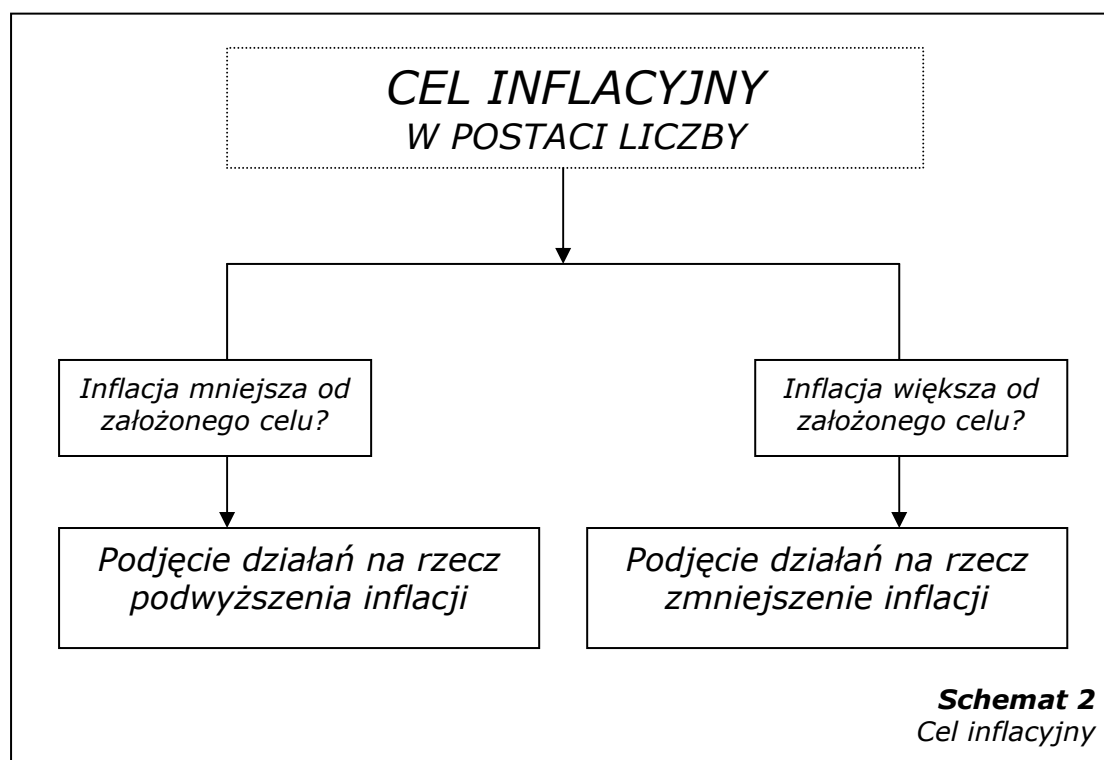 CEL INFLACYJNY
W POSTACI LICZBY
Inflacja mniejsza od
założonego celu?
Inflacja większa od
założonego celu?
Podjęcie działań na rzecz
podwyższenia inflacji
Podjęcie działań na rzecz
zmniejszenie inflacji
Schemat 2
Cel inflacyjny